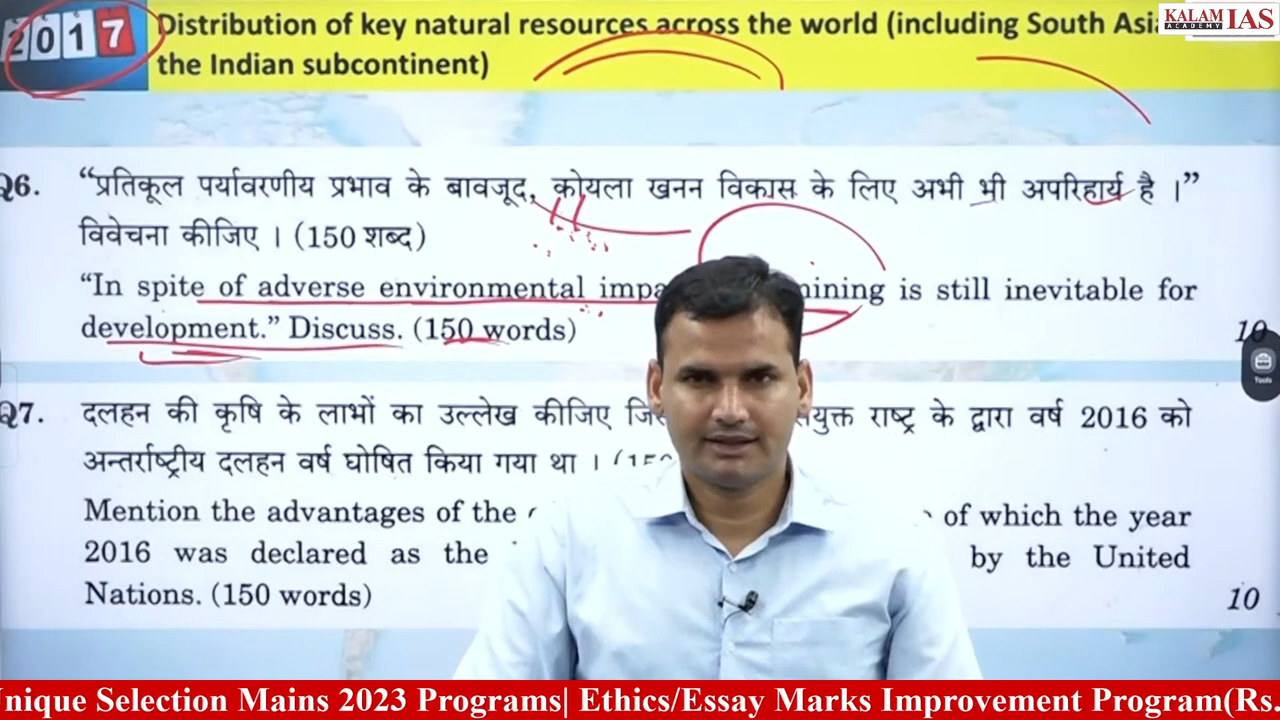 2017
Distribution of key natural resources across the world (including South Asia
the Indian subcontinent)
KALAM IAS
ACADEMY
Q6. “प्रतिकूल पर्यावरणीय प्रभाव के बावजूद, कोयला खनन विकास के लिए अभी भी अपरिहार्य है ।”
विवेचना कीजिए । (150 शब्द)
“In spite of adverse environmental impa mining is still inevitable for
development.” Discuss. (150 words) 10
Tools
Q7. दलहन की कृषि के लाभों का उल्लेख कीजिए राष्ट्र के द्वारा वर्ष 2016 को
अन्तर्राष्ट्रीय दलहन वर्ष घोषित किया गया था ।
Mention the advantages of the of which the year
2016 was declared as the by the United
Nations. (150 words) 10
Unique Selection Mains 2023 Programs| Ethics/Essay Marks Improvement Program(Rs.